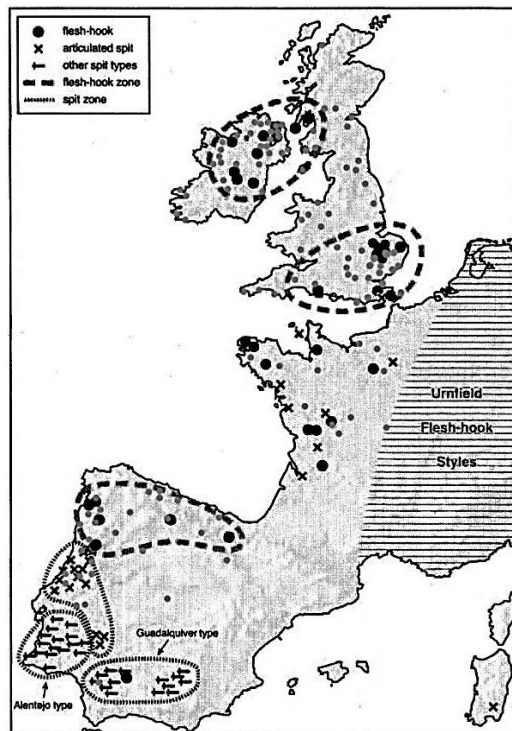 flesh-hook
articulated spit
other spit types
flesh-hook zone
spit zone
Urnfield
Flesh-hook
Styles
Guadalquiver type
Alentejo type